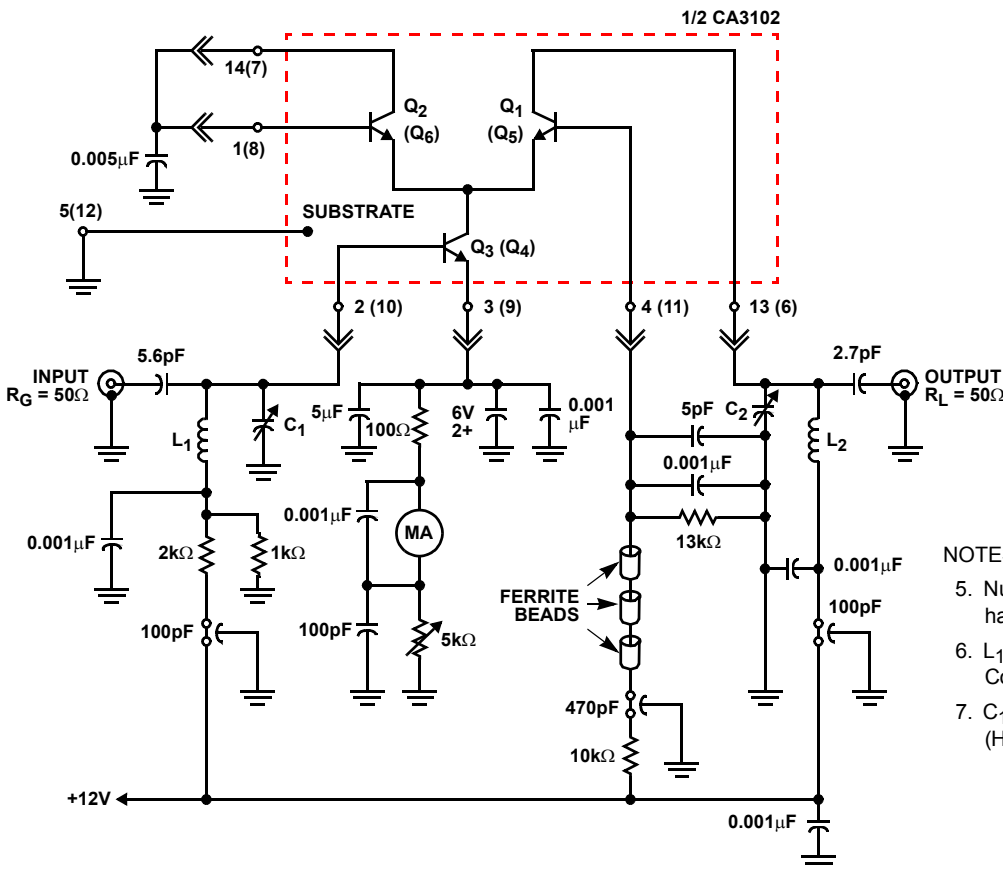 1/2 CA3102
14(7)
Q2
(Q6)
Q1
(Q5)
1(8)
0.005μF
5(12)
SUBSTRATE
Q3 (Q4)
2 (10)
3 (9)
4 (11)
13 (6)
5.6pF
2.7pF
INPUT
RG = 50Ω
OUTPUT
RL = 50Ω
C1
5μF
6V
2+
0.001
μF
C2
5pF
L1
100Ω
L2
0.001μF
0.001μF
0.001μF
2kΩ
1kΩ
MA
13kΩ
0.001μF
FERRITE
BEADS
100pF
100pF
5kΩ
100pF
470pF
10kΩ
+12V
0.001μF
NOTE
5. Nu
ha
6. L1
Co
7. C1
(H